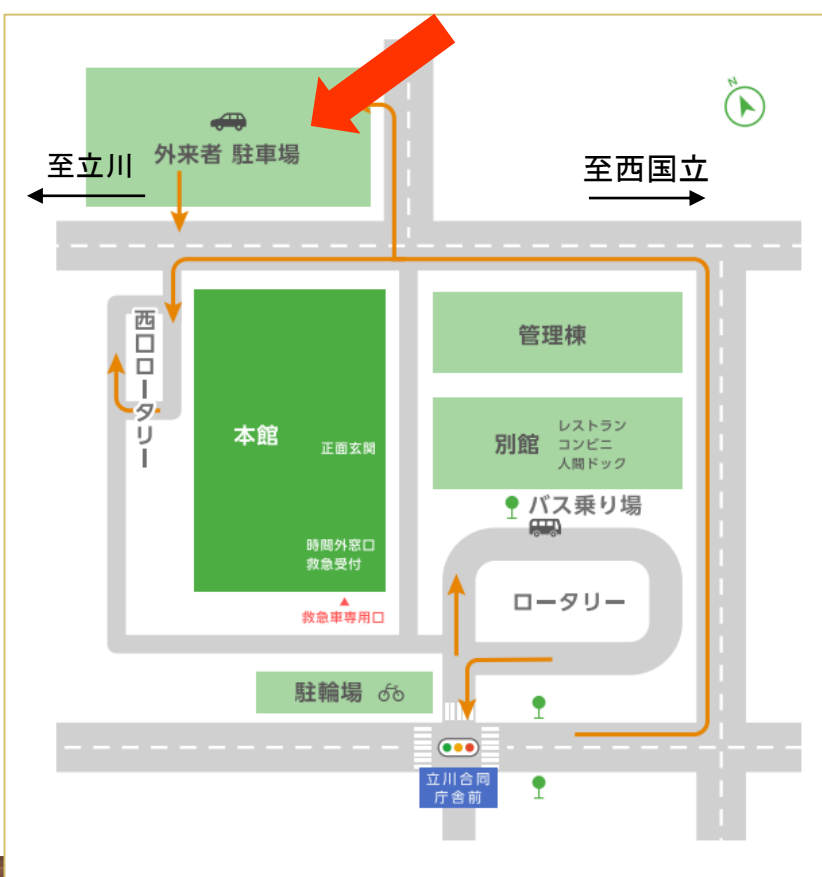 N
外来者 駐車場
至立川
至西国立
西口ロータリー
管理棟
本館
正面玄関
別館
レストラン
コンビニ
人間ドック
バス乗り場
時間外窓口
救急受付
救急車専用口
ロータリー
駐輪場
立川合同
庁舎前